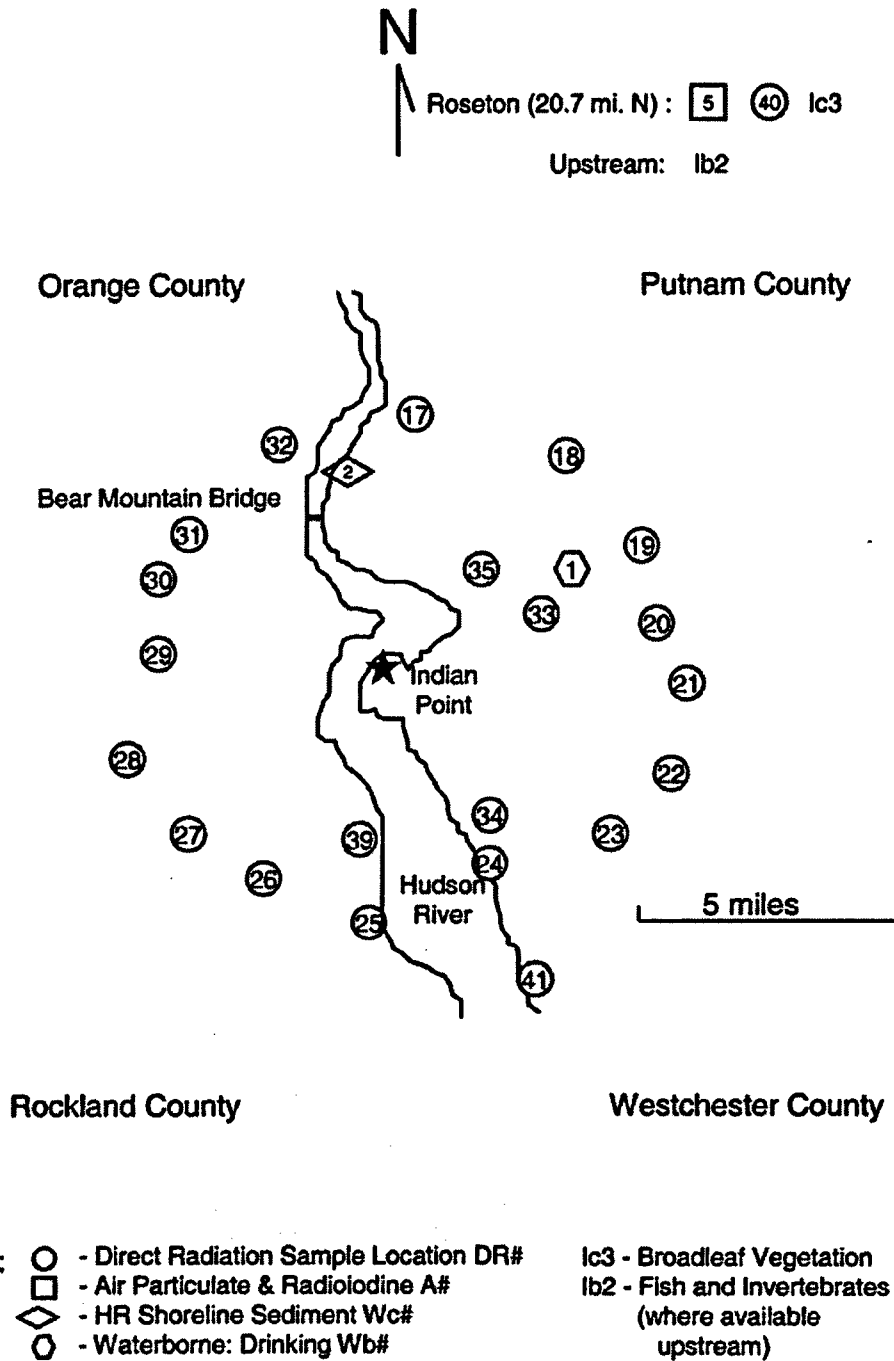 N
Roseton (20.7 mi. N) : 5 40 Ic3
Upstream: Ib2
Orange County
Putnam County
17
32
18
2
Bear Mountain Bridge
31
19
35
1
30
33
20
29
Indian
Point
21
28
22
34
27
39
23
24
26
Hudson
River
5 miles
25
41
Rockland County
Westchester County
: - Direct Radiation Sample Location DR#
- Air Particulate & Radioiodine A#
- HR Shoreline Sediment Wc#
- Waterborne: Drinking Wb#
Ic3 - Broadleaf Vegetation
Ib2 - Fish and Invertebrates
(where available
upstream)